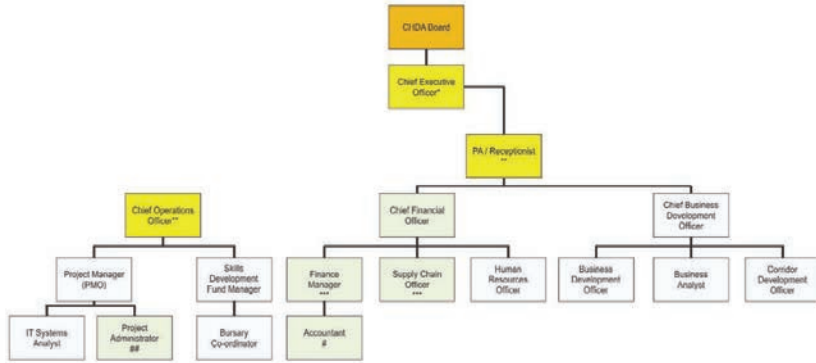 CHDA Board
Chief Executive
Officer*
PA / Receptionist
**
Chief Operations
Officer**
Chief Financial
Officer
Chief Business
Development
Officer
Project Manager
(PMO)
Skills
Development
Fund Manager
Finance
Manager
***
Supply Chain
Officer
***
Human
Resources
Officer
Business
Development
Officer
Business
Analyst
Corridor
Development
Officer
IT Systems
Analyst
Project
Administrator
##
Bursary
Co-ordinator
Accountant
#